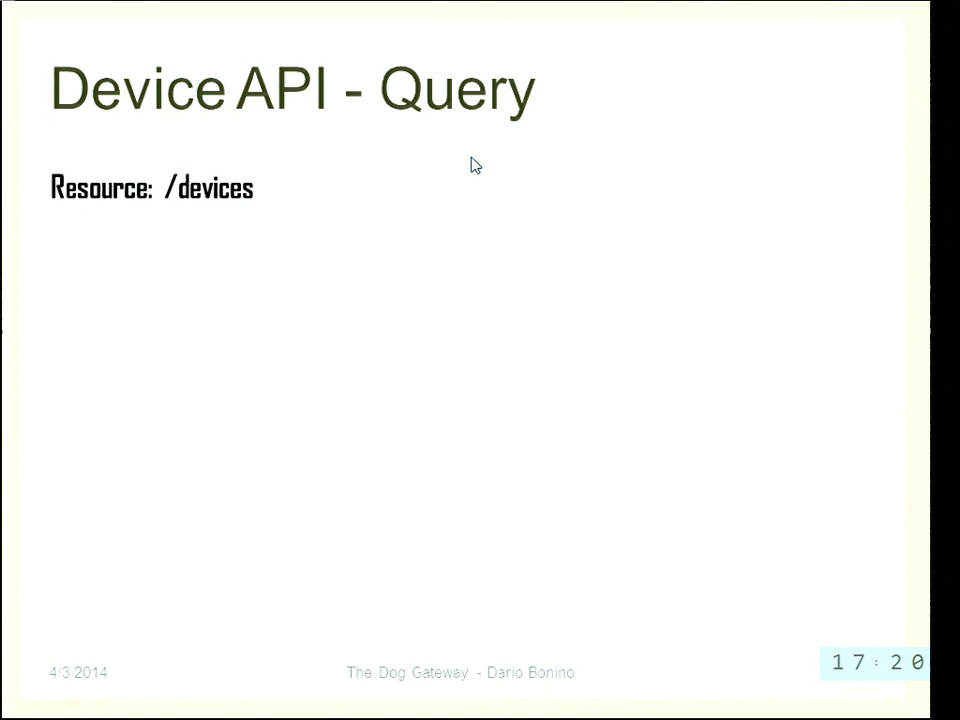 Device API - Query
Resource: /devices
4/3 2014
The Dog Gateway - Dario Bonino
17:20